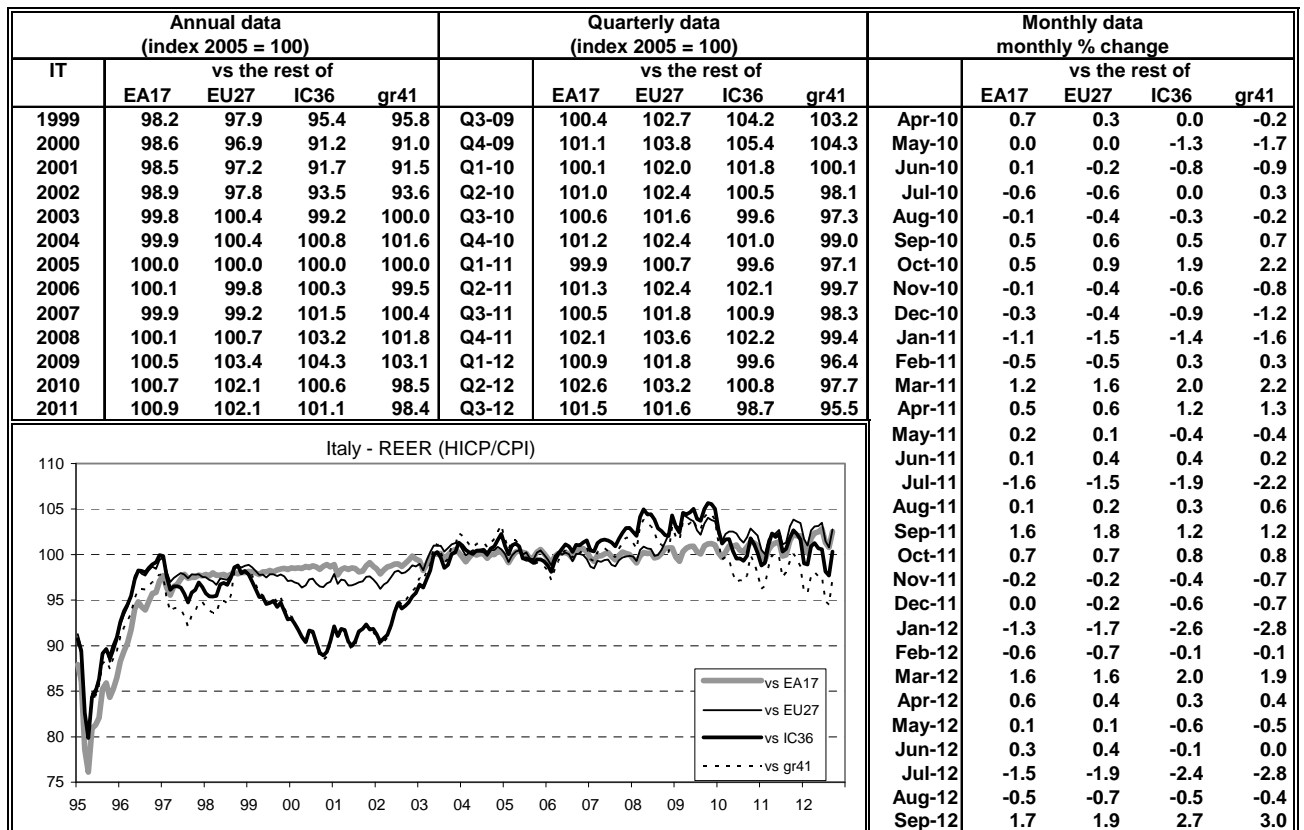 Annual data
(index 2005 = 100)
IT
vs the rest of
EA17 EU27 IC36 gr41
1999 98.2 97.9 95.4 95.8
2000 98.6 96.9 91.2 91.0
2001 98.5 97.2 91.7 91.5
2002 98.9 97.8 93.5 93.6
2003 99.8 100.4 99.2 100.0
2004 99.9 100.4 100.8 101.6
2005 100.0 100.0 100.0 100.0
2006 100.1 99.8 100.3 99.5
2007 99.9 99.2 101.5 100.4
2008 100.1 100.7 103.2 101.8
2009 100.5 103.4 104.3 103.1
2010 100.7 102.1 100.6 98.5
2011 100.9 102.1 101.1 98.4
Quarterly data
(index 2005 = 100)
vs the rest of
EA17 EU27 IC36 gr41
Q3-09 100.4 102.7 104.2 103.2
Q4-09 101.1 103.8 105.4 104.3
Q1-10 100.1 102.0 101.8 100.1
Q2-10 101.0 102.4 100.5 98.1
Q3-10 100.6 101.6 99.6 97.3
Q4-10 101.2 102.4 101.0 99.0
Q1-11 99.9 100.7 99.6 97.1
Q2-11 101.3 102.4 102.1 99.7
Q3-11 100.5 101.8 100.9 98.3
Q4-11 102.1 103.6 102.2 99.4
Q1-12 100.9 101.8 99.6 96.4
Q2-12 102.6 103.2 100.8 97.7
Q3-12 101.5 101.6 98.7 95.5
Monthly data
monthly % change
vs the rest of
EA17 EU27 IC36 gr41
Apr-10 0.7 0.3 0.0 -0.2
May-10 0.0 0.0 -1.3 -1.7
Jun-10 0.1 -0.2 -0.8 -0.9
Jul-10 -0.6 -0.6 0.0 0.3
Aug-10 -0.1 -0.4 -0.3 -0.2
Sep-10 0.5 0.6 0.5 0.7
Oct-10 0.5 0.9 1.9 2.2
Nov-10 -0.1 -0.4 -0.6 -0.8
Dec-10 -0.3 -0.4 -0.9 -1.2
Jan-11 -1.1 -1.5 -1.4 -1.6
Feb-11 -0.5 -0.5 0.3 0.3
Mar-11 1.2 1.6 2.0 2.2
Apr-11 0.5 0.6 1.2 1.3
May-11 0.2 0.1 -0.4 -0.4
Jun-11 0.1 0.4 0.4 0.2
Jul-11 -1.6 -1.5 -1.9 -2.2
Aug-11 0.1 0.2 0.3 0.6
Sep-11 1.6 1.8 1.2 1.2
Oct-11 0.7 0.7 0.8 0.8
Nov-11 -0.2 -0.2 -0.4 -0.7
Dec-11 0.0 -0.2 -0.6 -0.7
Jan-12 -1.3 -1.7 -2.6 -2.8
Feb-12 -0.6 -0.7 -0.1 -0.1
Mar-12 1.6 1.6 2.0 1.9
Apr-12 0.6 0.4 0.3 0.4
May-12 0.1 0.1 -0.6 -0.5
Jun-12 0.3 0.4 -0.1 0.0
Jul-12 -1.5 -1.9 -2.4 -2.8
Aug-12 -0.5 -0.7 -0.5 -0.4
Sep-12 1.7 1.9 2.7 3.0
Italy - REER (HICP/CPI)
110
105
100
95
90
85
80
75
95 96 97 98 99 00 01 02 03 04 05 06 07 08 09 10 11 12
vs EA17
vs EU27
vs IC36
vs gr41